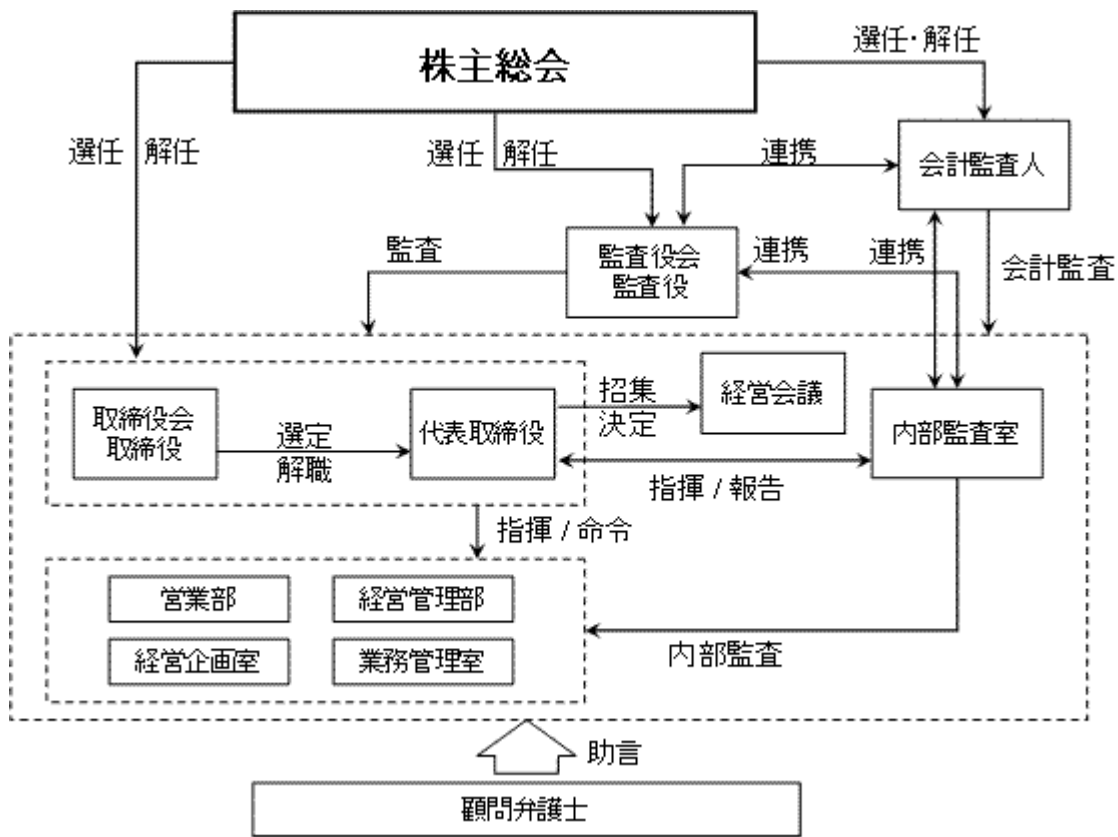 株主総会
選任・解任
選任 解任
選任 解任
連携
会計監査人
監査
監査役会
監査役
連携
連携
会計監査
取締役会
取締役
選定
解職
代表取締役
招集
決定
経営会議
内部監査室
指揮 / 報告
指揮 / 命令
営業部
経営管理部
経営企画室
業務管理室
内部監査
助言
顧問弁護士